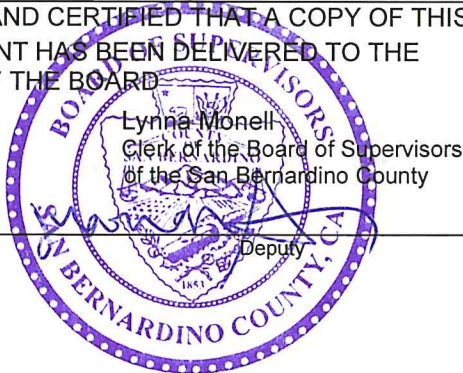 AND CERTIFIED THAT A COPY OF THIS
NT HAS BEEN DELIVERED TO THE
THE BOARD
Lynna Monell
Clerk of the Board of Supervisors
of the San Bernardino County
Deputy
BOARD OF SUPERVISORS
SAN BERNARDINO COUNTY, CA
1853